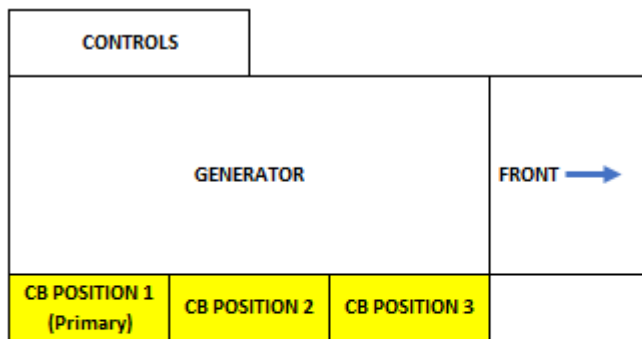 CONTROLS
GENERATOR
FRONT
CB POSITION 1
(Primary)
CB POSITION 2
CB POSITION 3